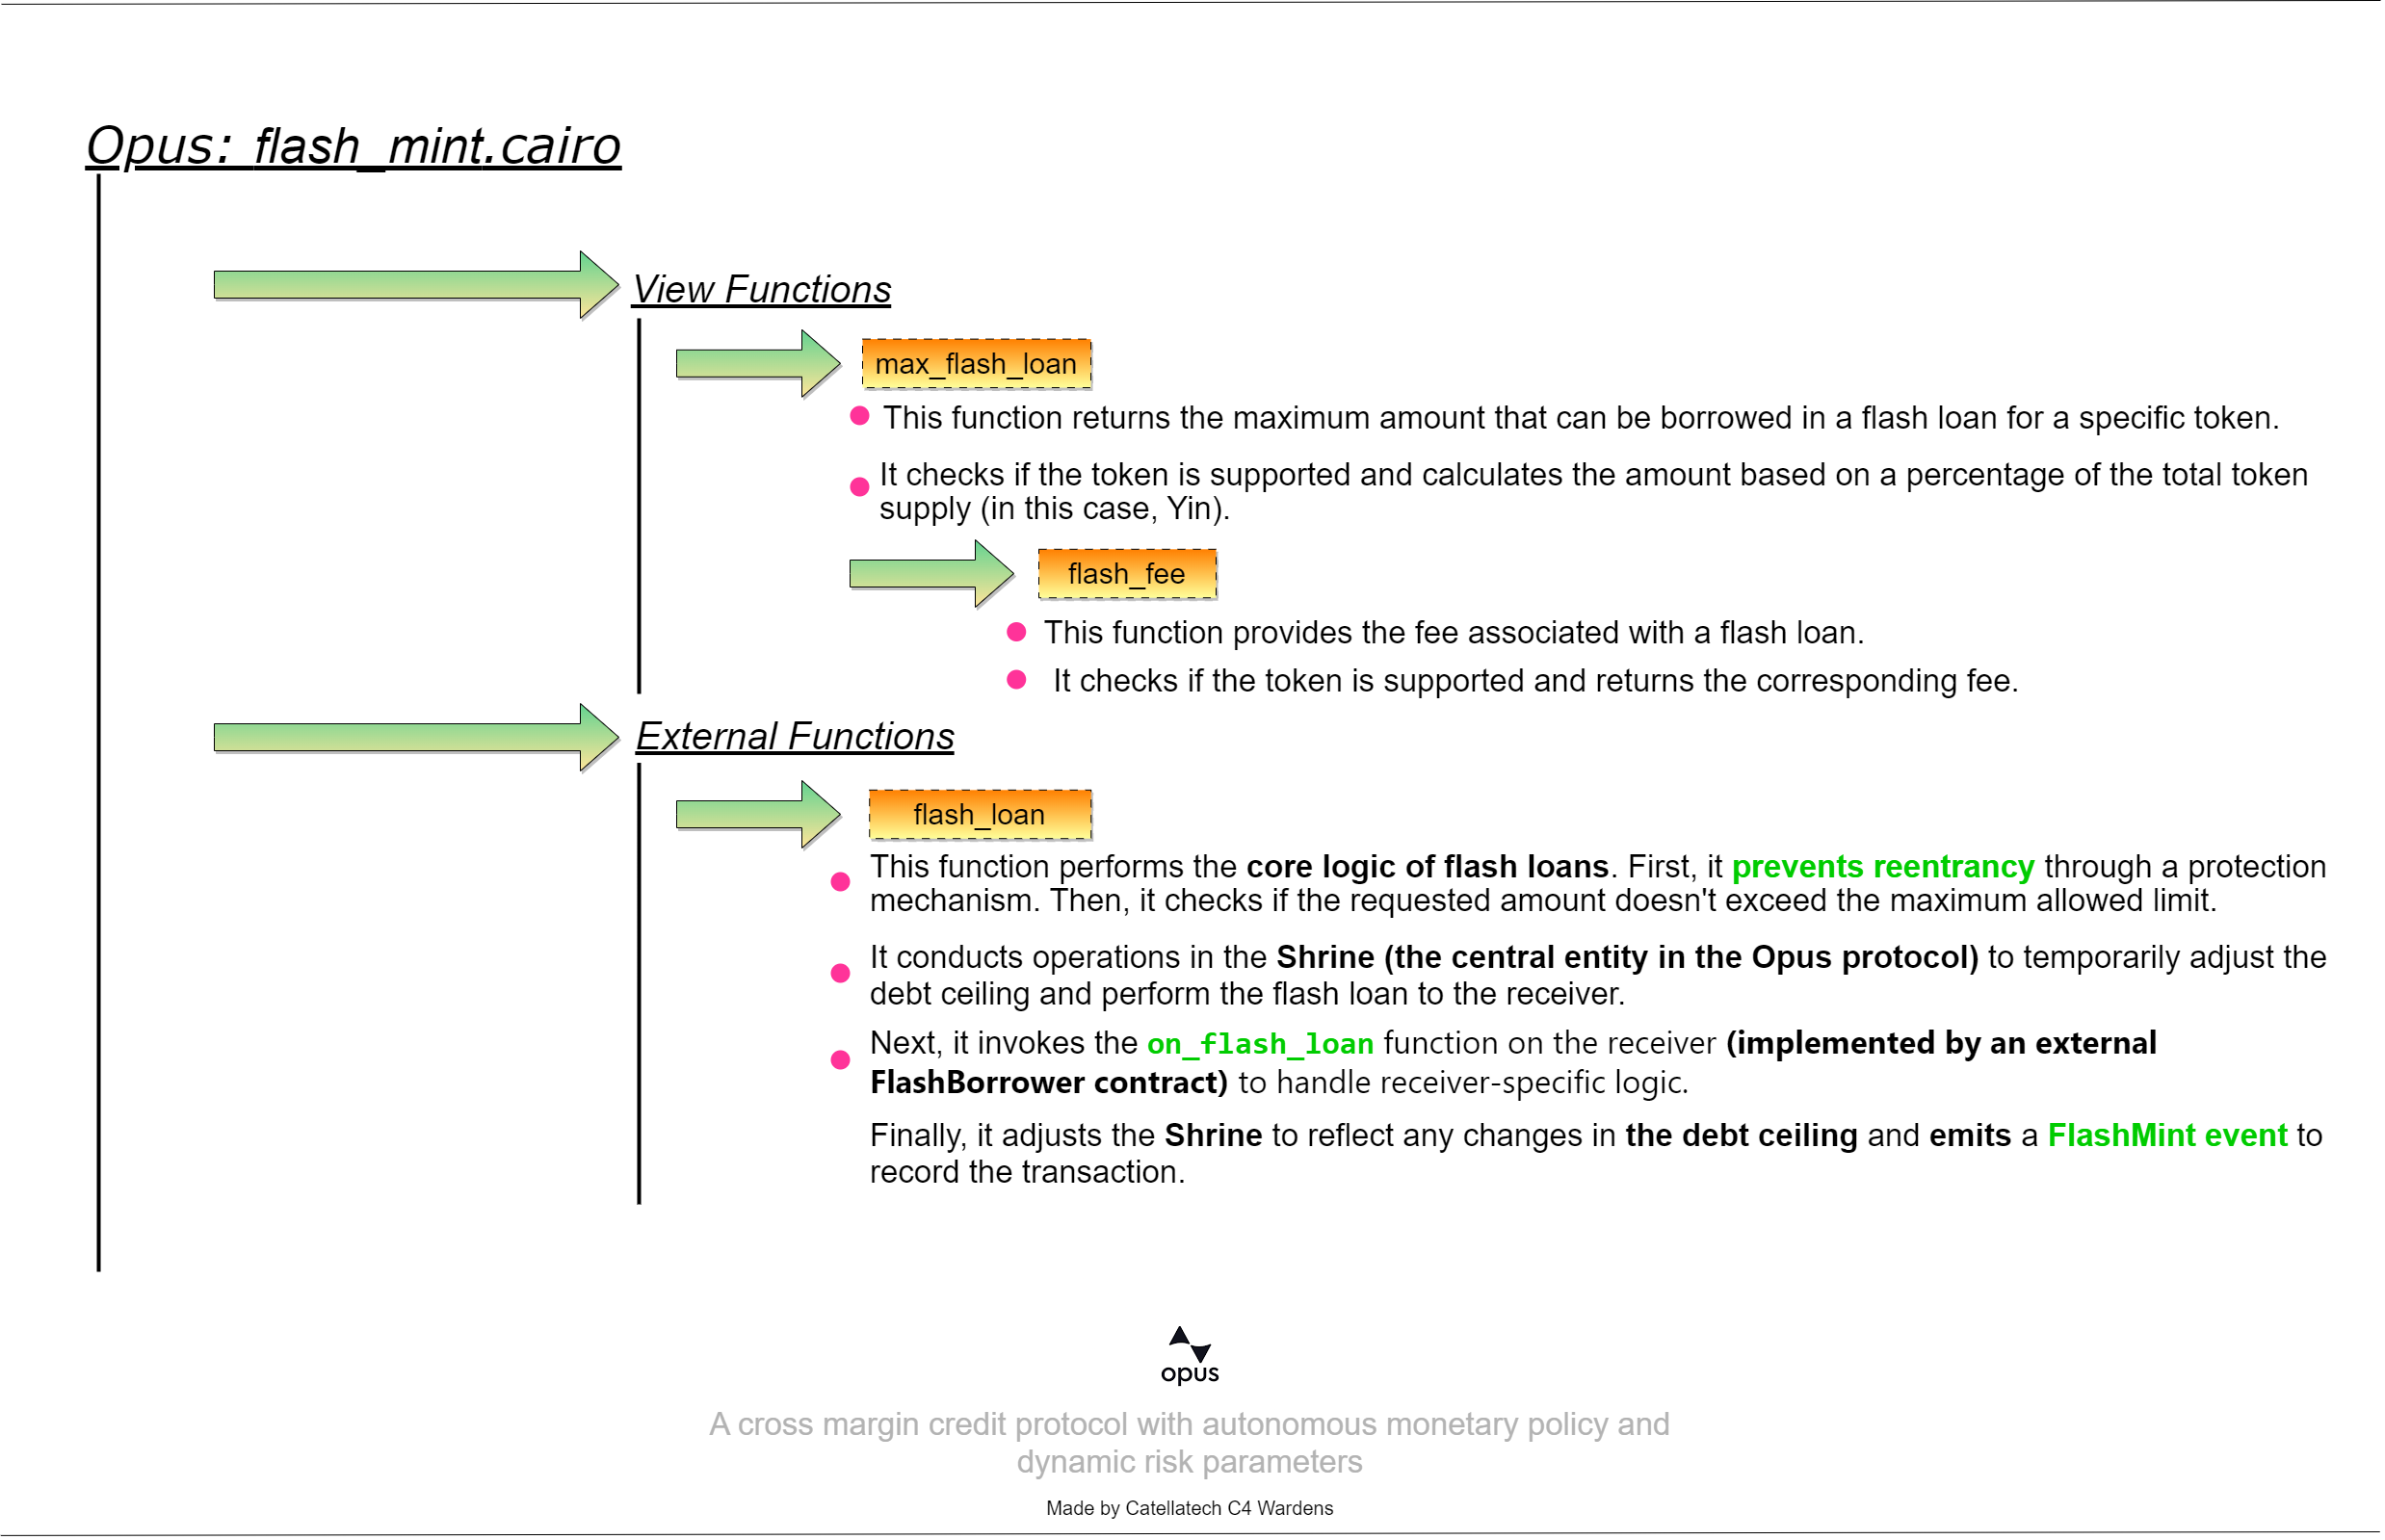 Opus: flash_mint.cairo
View Functions
max_flash_loan
This function returns the maximum amount that can be borrowed in a flash loan for a specific token.
It checks if the token is supported and calculates the amount based on a percentage of the total token
supply (in this case, Yin).
flash_fee
This function provides the fee associated with a flash loan.
It checks if the token is supported and returns the corresponding fee.
External Functions
flash_loan
This function performs the core logic of flash loans. First, it prevents reentrancy through a protection
mechanism. Then, it checks if the requested amount doesn't exceed the maximum allowed limit.
It conducts operations in the Shrine (the central entity in the Opus protocol) to temporarily adjust the
debt ceiling and perform the flash loan to the receiver.
Next, it invokes the on_flash_loan function on the receiver (implemented by an external
FlashBorrower contract) to handle receiver-specific logic.
Finally, it adjusts the Shrine to reflect any changes in the debt ceiling and emits a FlashMint event to
record the transaction.
opus
A cross margin credit protocol with autonomous monetary policy and
dynamic risk parameters
Made by Catellatech C4 Wardens